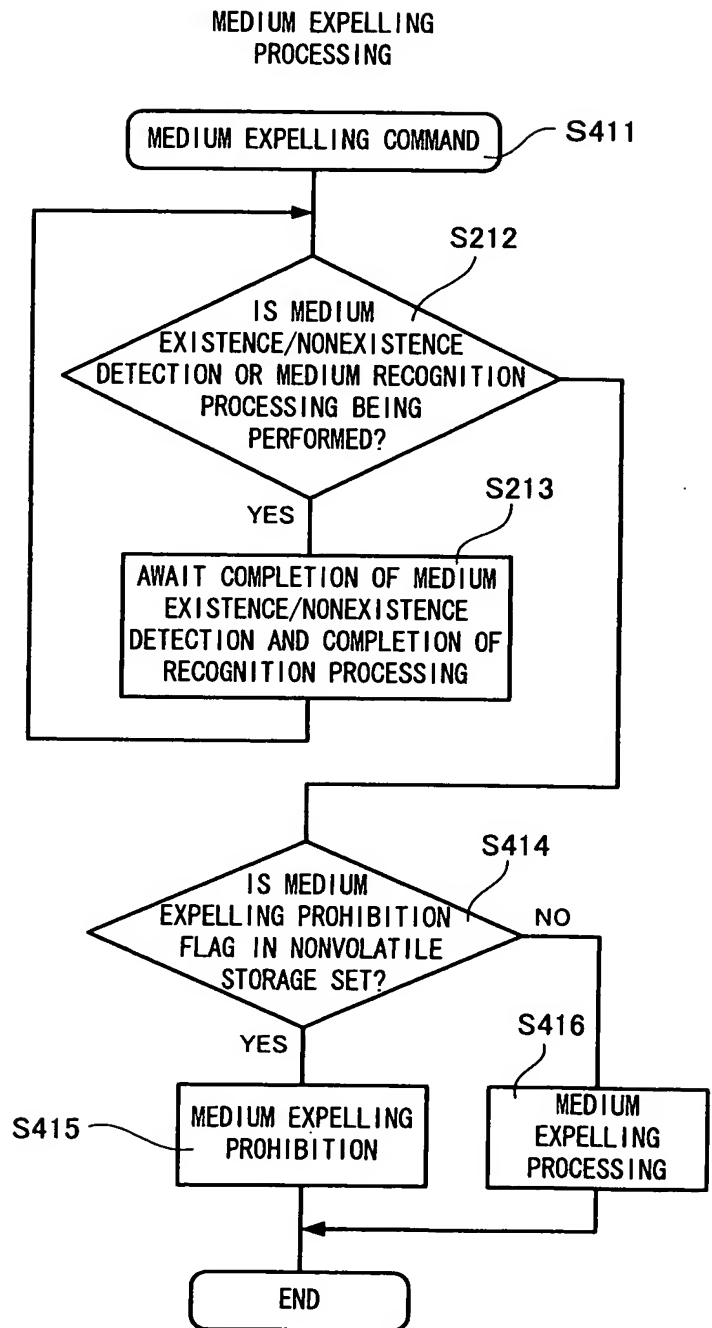 MEDIUM EXPELLING
PROCESSING
MEDIUM EXPELLING COMMAND
S411
S212
IS MEDIUM
EXISTENCE/NONEXISTENCE
DETECTION OR MEDIUM RECOGNITION
PROCESSING BEING
PERFORMED?
YES
S213
AWAIT COMPLETION OF MEDIUM
EXISTENCE/NONEXISTENCE
DETECTION AND COMPLETION OF
RECOGNITION PROCESSING
S414
IS MEDIUM
EXPELLING PROHIBITION
FLAG IN NONVOLATILE
STORAGE SET?
NO
YES
S416
S415
MEDIUM EXPELLING
PROHIBITION
MEDIUM
EXPELLING
PROCESSING
END